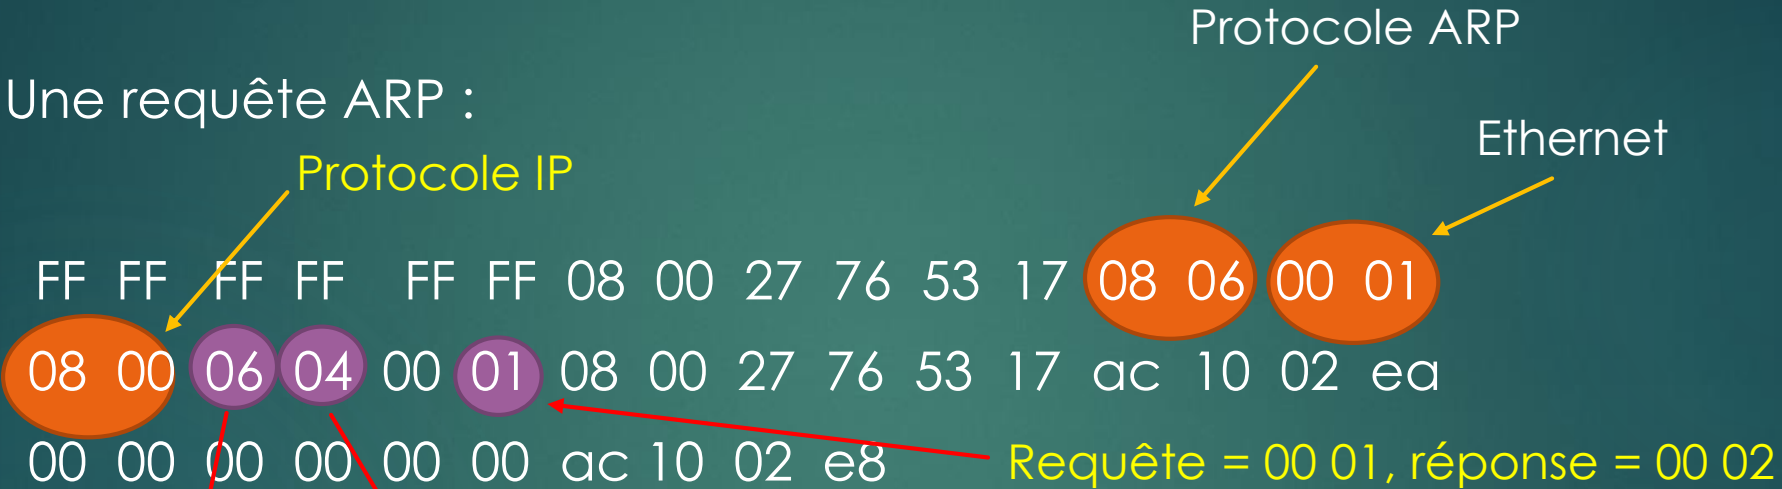 Protocole ARP
Une requête ARP :
Ethernet
Protocole IP
FF FF FF FF FF FF 08 00 27 76 53 17 08 06 00 01
08 00 06 04 00 01 08 00 27 76 53 17 ac 10 02 ea
00 00 00 00 00 00 ac 10 02 e8
Requête = 00 01, réponse = 00 02